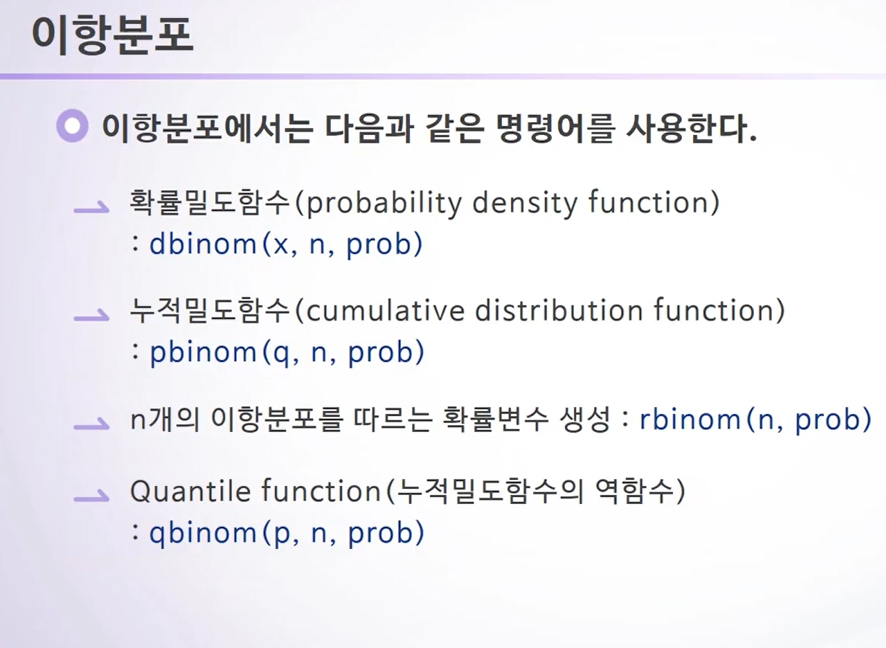 이항분포
이항분포에서는 다음과 같은 명령어를 사용한다.
확률밀도함수(probability density function)
: dbinom(x, n, prob)
누적밀도함수(cumulative distribution function)
: pbinom(q, n, prob)
n개의 이항분포를 따르는 확률변수 생성 : rbinom(n, prob)
Quantile function(누적밀도함수의 역함수)
: qbinom(p, n, prob)